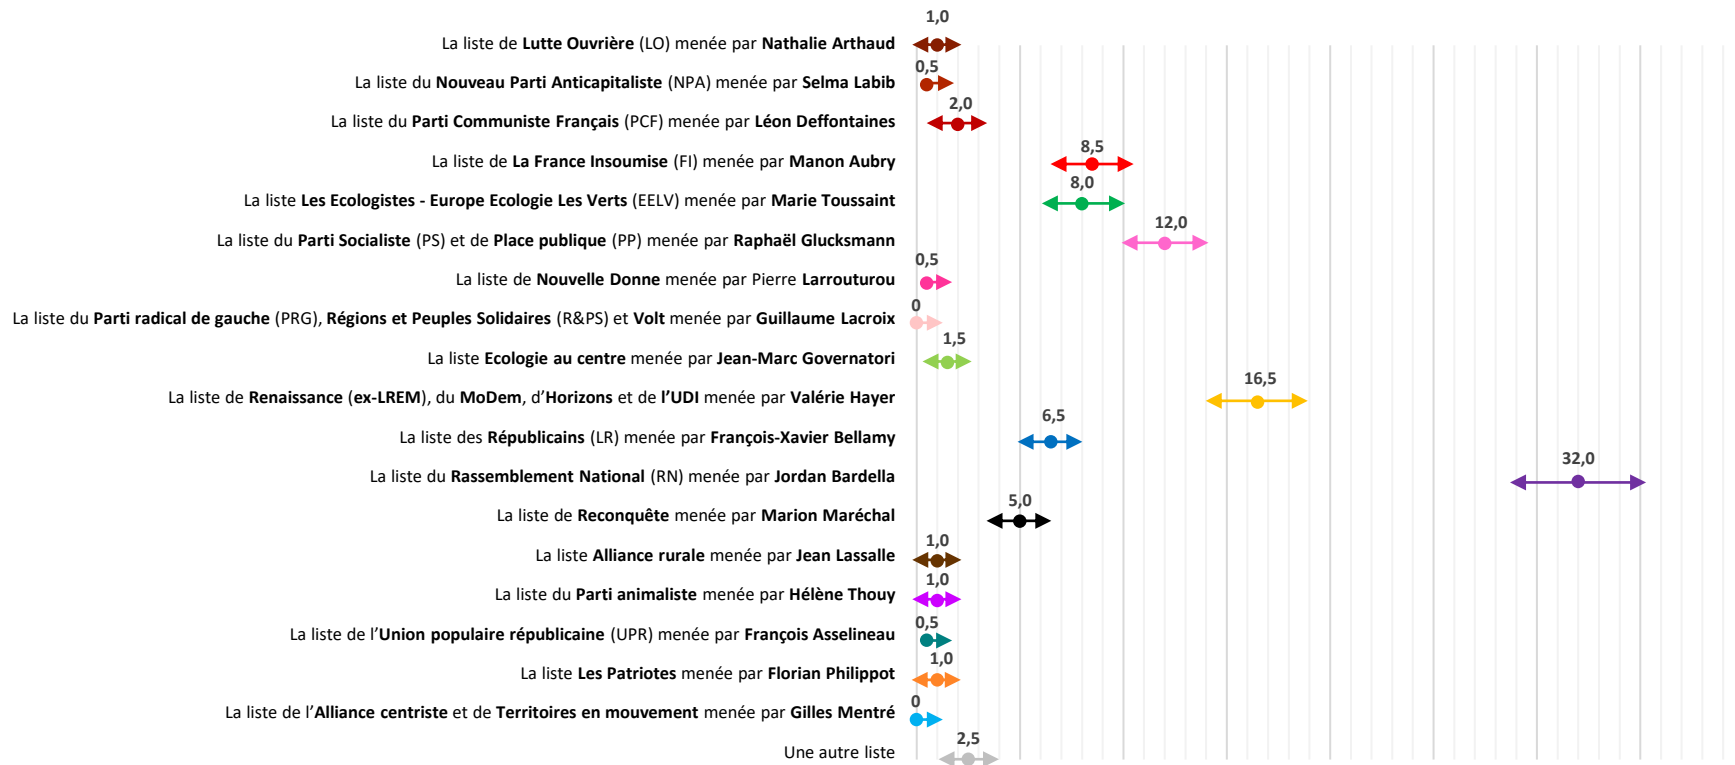 1,0
La liste de Lutte Ouvrière (LO) menée par Nathalie Arthaud
0,5
La liste du Nouveau Parti Anticapitaliste (NPA) menée par Selma Labib
2,0
La liste du Parti Communiste Français (PCF) menée par Léon Deffontaines
8,5
La liste de La France Insoumise (FI) menée par Manon Aubry
8,0
La liste Les Ecologistes - Europe Ecologie Les Verts (EELV) menée par Marie Toussaint
12,0
La liste du Parti Socialiste (PS) et de Place publique (PP) menée par Raphaël Glucksmann
0,5
La liste de Nouvelle Donne menée par Pierre Larrouturou
0
La liste du Parti radical de gauche (PRG), Régions et Peuples Solidaires (R&PS) et Volt menée par Guillaume Lacroix
1,5
La liste Ecologie au centre menée par Jean-Marc Governatori
16,5
La liste de Renaissance (ex-LREM), du MoDem, d'Horizons et de l'UDI menée par Valérie Hayer
6,5
La liste des Républicains (LR) menée par François-Xavier Bellamy
32,0
La liste du Rassemblement National (RN) menée par Jordan Bardella
5,0
La liste de Reconquête menée par Marion Maréchal
1,0
La liste Alliance rurale menée par Jean Lassalle
1,0
La liste du Parti animaliste menée par Hélène Thouy
0,5
La liste de l'Union populaire républicaine (UPR) menée par François Asselineau
1,0
La liste Les Patriotes menée par Florian Philippot
0
La liste de l'Alliance centriste et de Territoires en mouvement menée par Gilles Mentré
2,5
Une autre liste